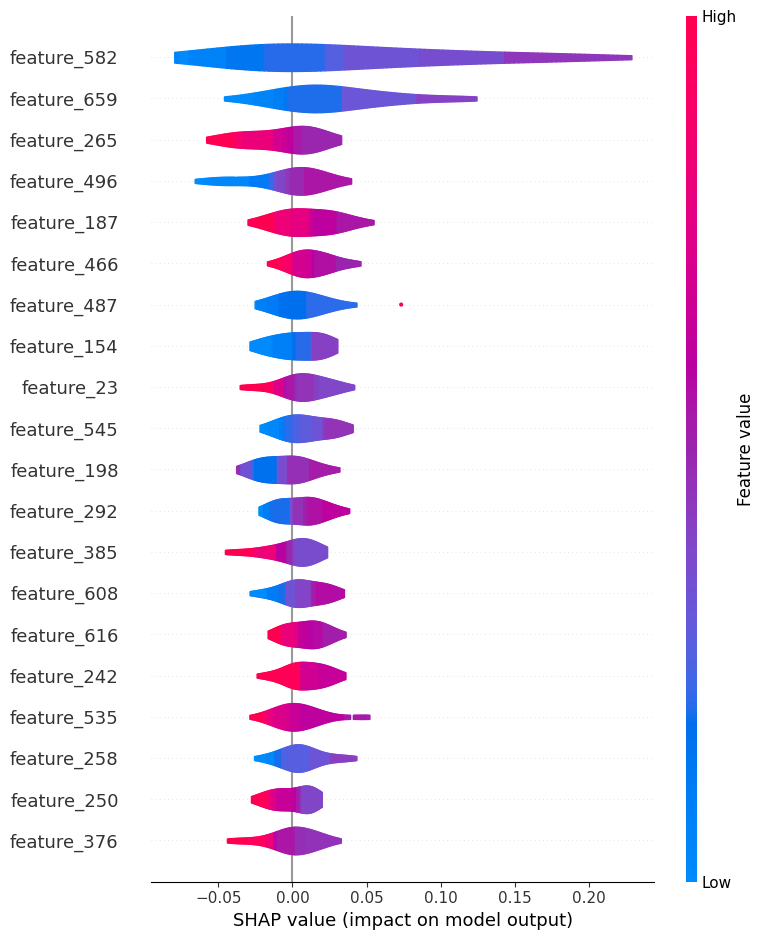 High
feature_582
feature_659
feature_265
feature_496
feature_187
feature_466
feature_487
feature_154
feature_23
feature_545
feature_198
feature_292
feature_385
feature_608
feature_616
feature_242
feature_535
feature_258
feature_250
feature_376
Feature value
Low
−0.05 0.00 0.05 0.10 0.15 0.20
SHAP value (impact on model output)